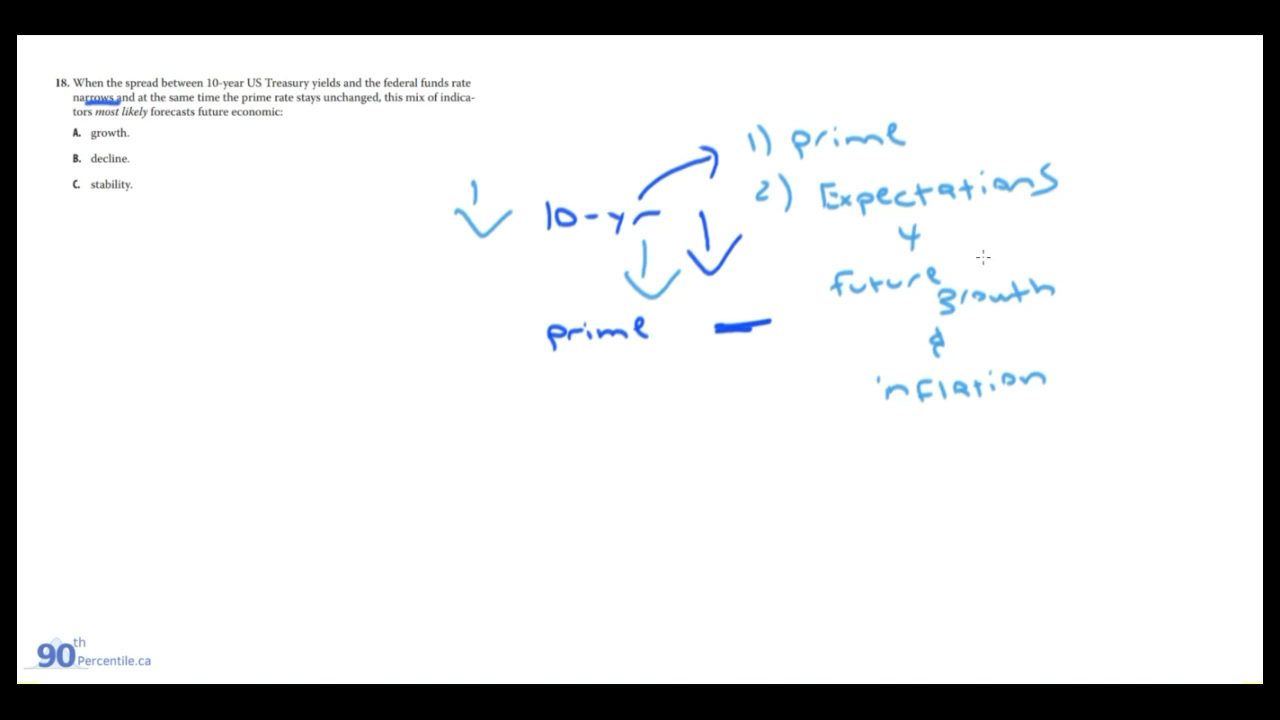 18. When the spread between 10-year US Treasury yields and the federal funds rate
narrows and at the same time the prime rate stays unchanged, this mix of indica-
tors most likely forecasts future economic:
A. growth.
B. decline.
C. stability.
1) prime
2) Expectations
10-yr
future
growth
&
prime
inflation
90th
Percentile.ca